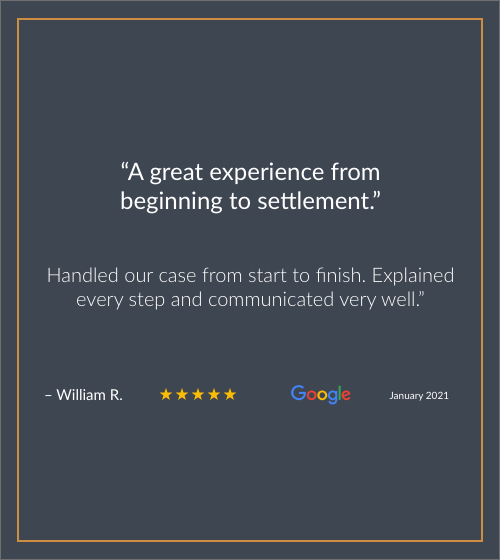 “A great experience from
beginning to settlement.”
Handled our case from start to finish. Explained
every step and communicated very well.”
– William R. Google January 2021